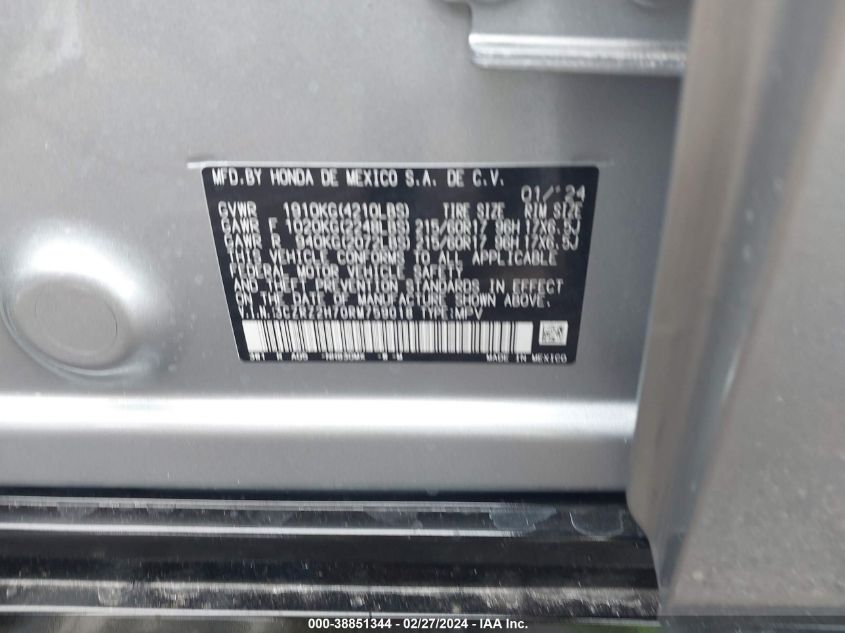 MFD.BY HONDA DE MEXICO S.A. DE C.V.
01/'24
GVWR 1910KG(4210LBS) TIRE SIZE RIM SIZE
GAWR F 1020KG(2248LBS) 215/60R17 96H 17X6.5J
GAWR R 940KG(2072LBS) 215/60R17 96H 17X6.5J
THIS VEHICLE CONFORMS TO ALL APPLICABLE
FEDERAL MOTOR VEHICLE SAFETY
AND THEFT PREVENTION STANDARDS IN EFFECT
ON THE DATE OF MANUFACTURE SHOWN ABOVE.
V.I.N. TYPE:MPV
MADE IN MEXICO
000-38851344 - 02/27/2024 - IAA Inc.